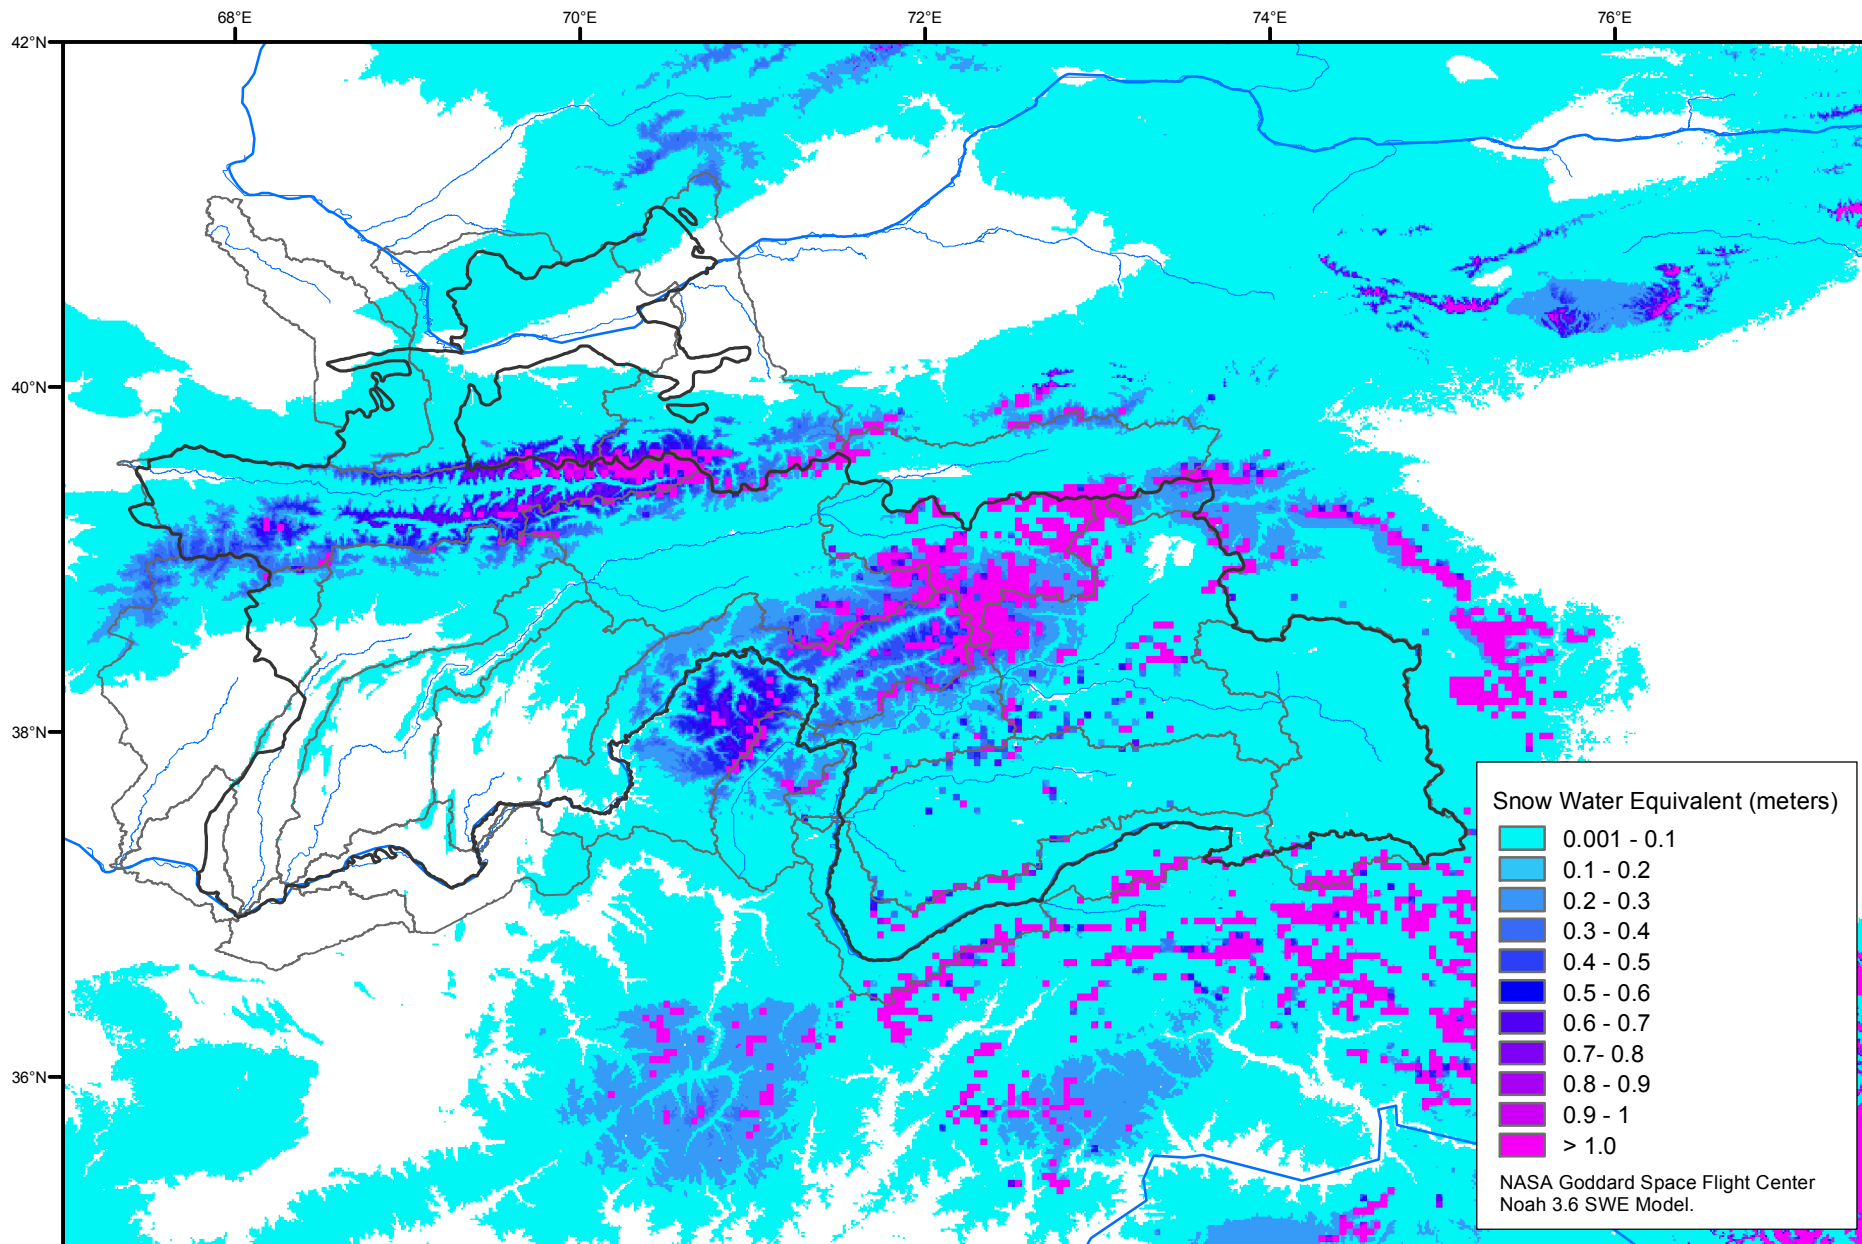 68°E 70°E 72°E 74°E 76°E
42°N
40°N
38°N
36°N
Snow Water Equivalent (meters)
0.001 - 0.1
0.1 - 0.2
0.2 - 0.3
0.3 - 0.4
0.4 - 0.5
0.5 - 0.6
0.6 - 0.7
0.7- 0.8
0.8 - 0.9
0.9 - 1
> 1.0
NASA Goddard Space Flight Center
Noah 3.6 SWE Model.